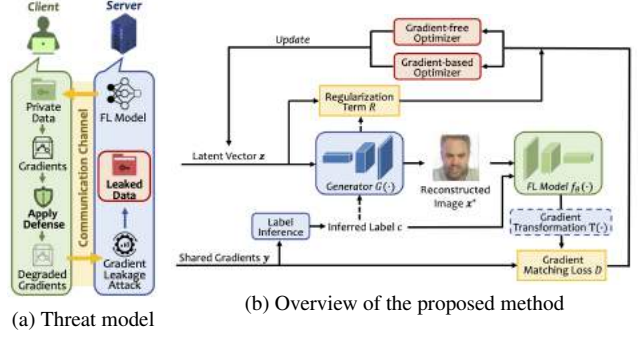 Client
Server
Private
Data
FL Model
Gradients
Leaked
Data
Apply
Defense
Degraded
Gradients
Gradient
Leakage
Attack
Communication Channel
(a) Threat model
Update
Gradient-free
Optimizer
Gradient-based
Optimizer
Regularization
Term R
Latent Vector z
Generator G(·)
Reconstructed
Image x*
FL Model fθ(·)
Label
Inference
Inferred Label c
Gradient
Transformation T(·)
Shared Gradients y
Gradient
Matching Loss D
(b) Overview of the proposed method